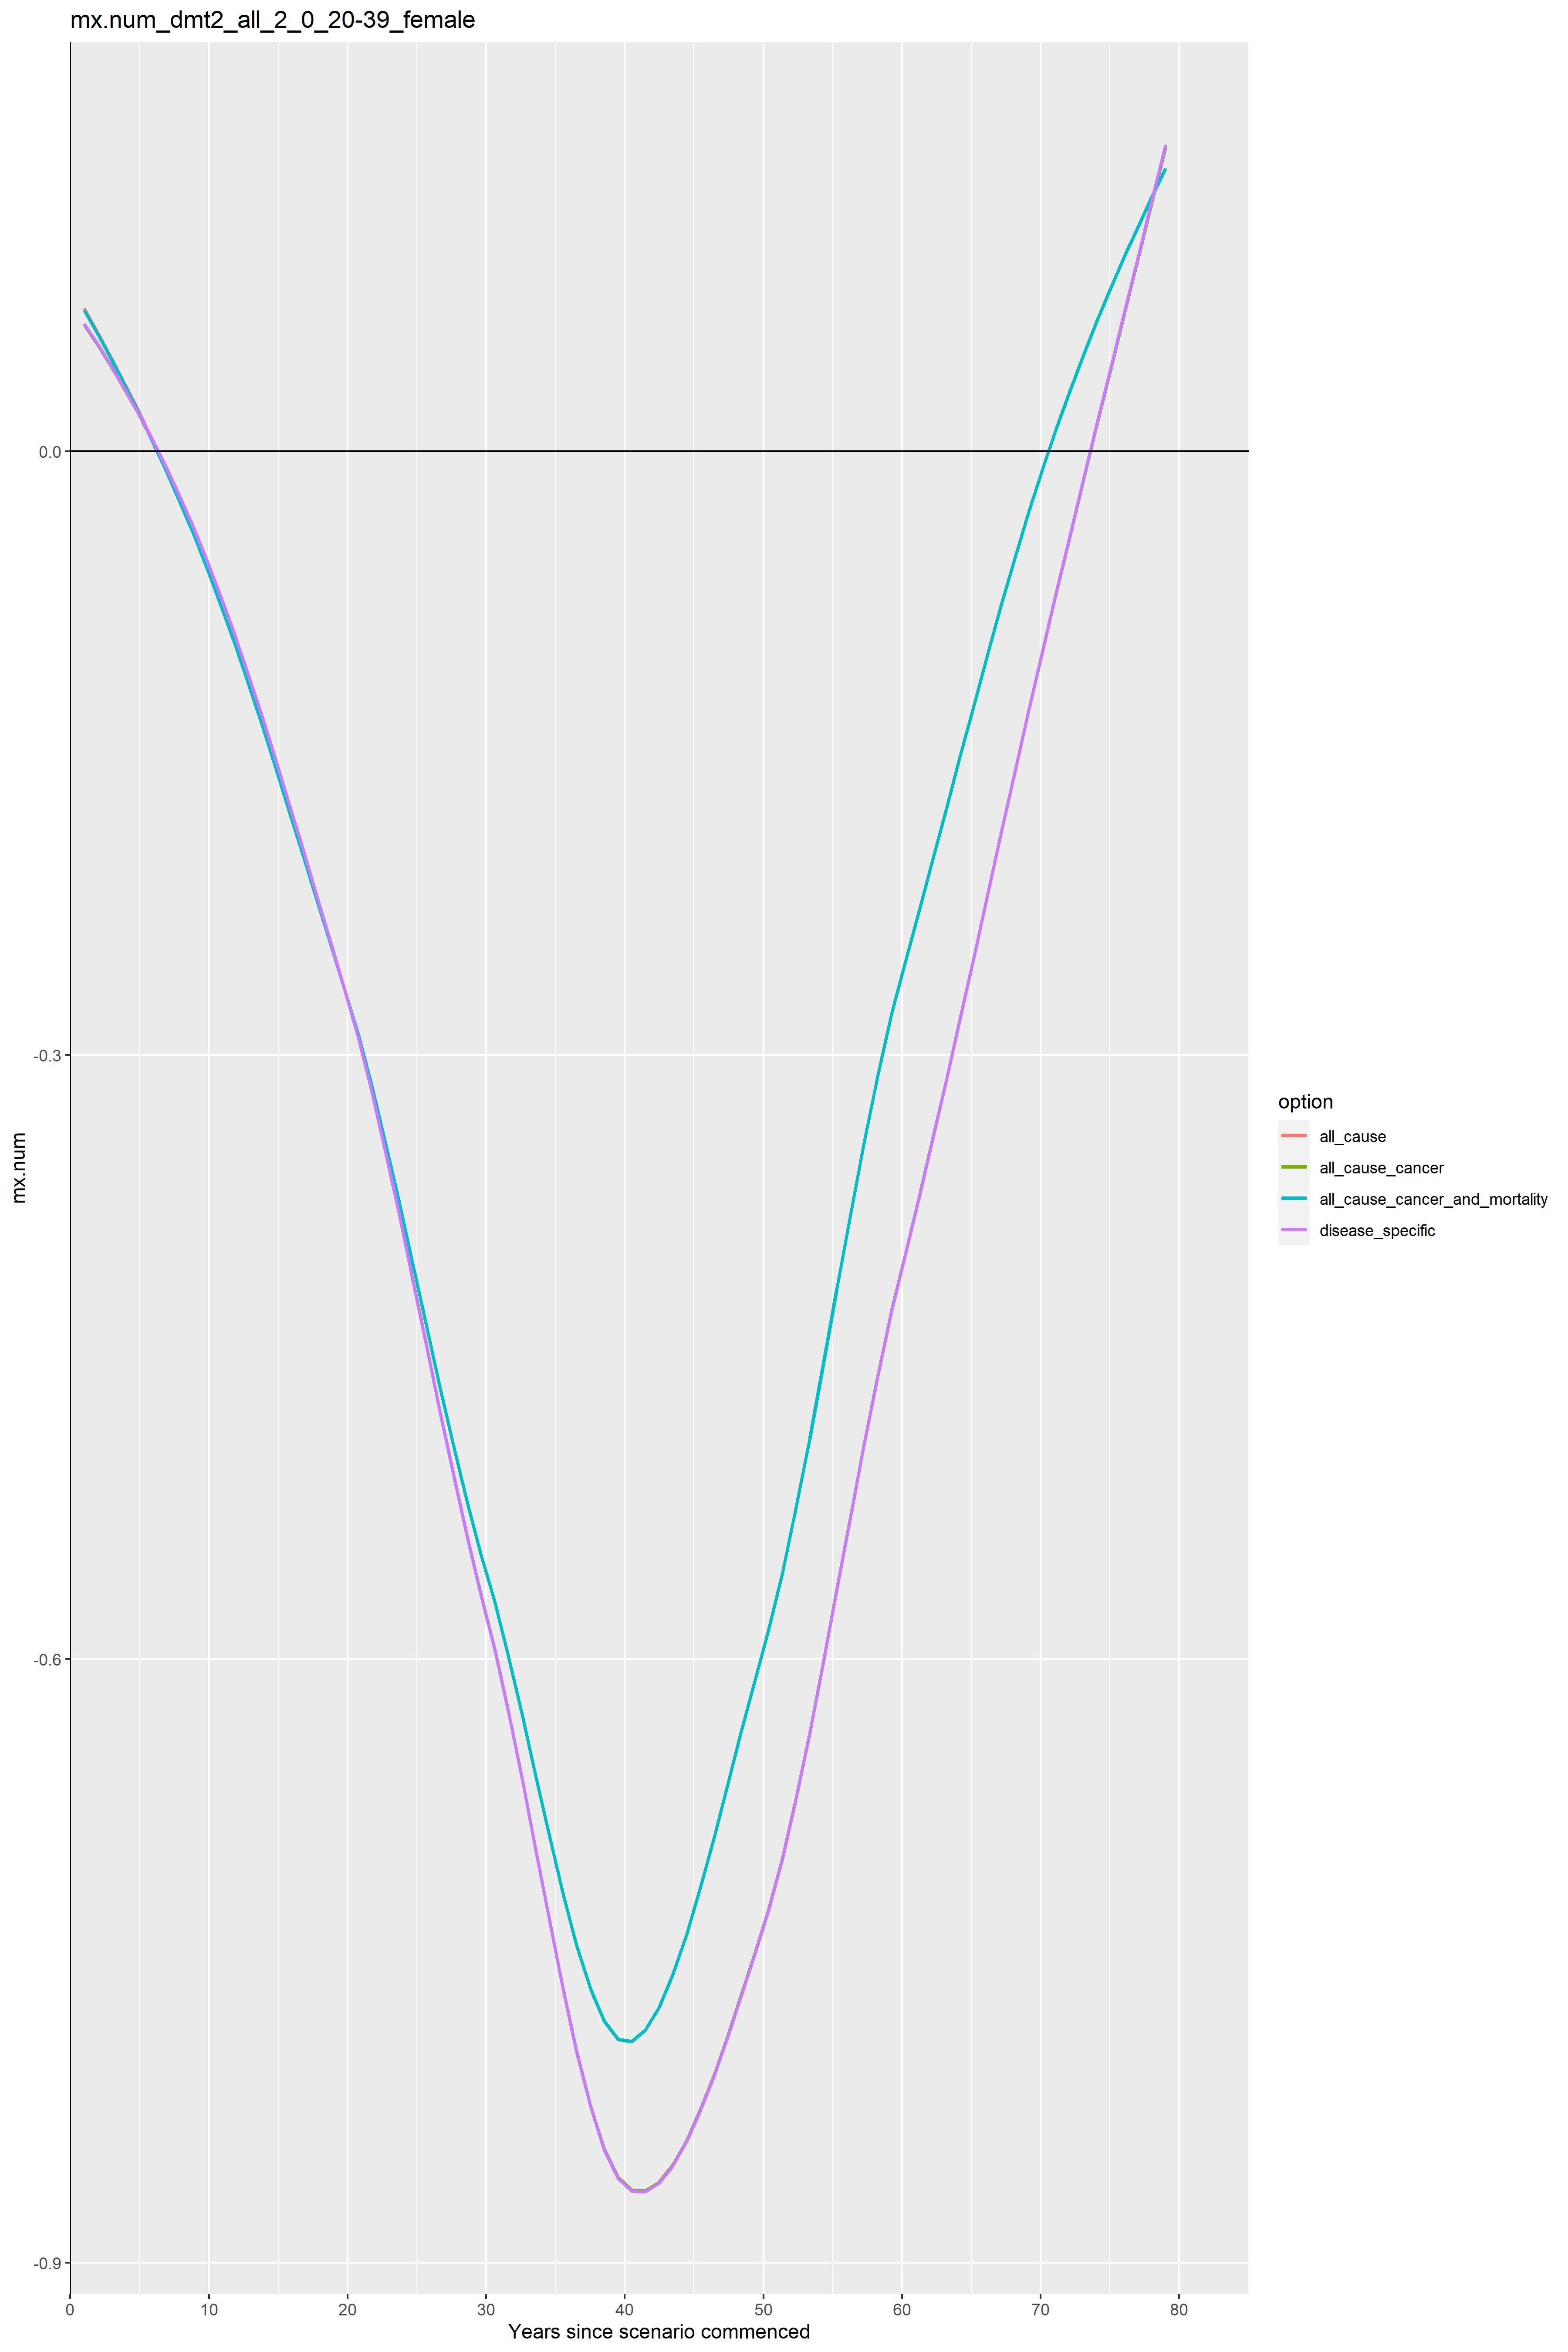 mx.num_dmt2_all_2_0_20-39_female
mx.num
0.0
-0.3
-0.6
-0.9
0 10 20 30 40 50 60 70 80
Years since scenario commenced
option
all_cause
all_cause_cancer
all_cause_cancer_and_mortality
disease_specific